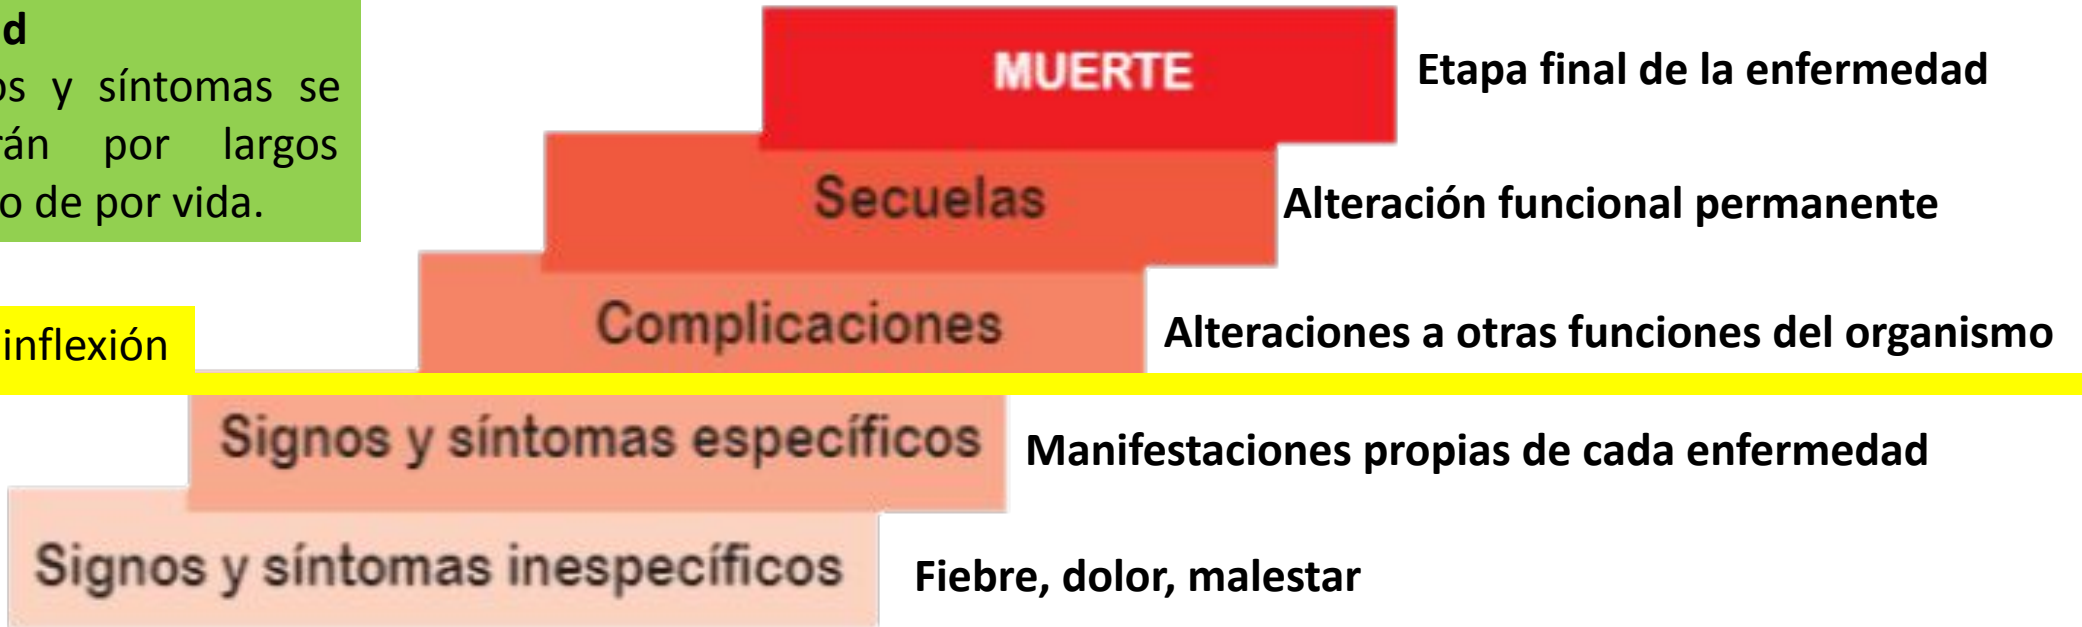 d
os y síntomas se
rán por largos
o de por vida.
inflexión
MUERTE
Etapa final de la enfermedad
Secuelas
Alteración funcional permanente
Complicaciones
Alteraciones a otras funciones del organismo
Signos y síntomas específicos
Manifestaciones propias de cada enfermedad
Signos y síntomas inespecíficos
Fiebre, dolor, malestar